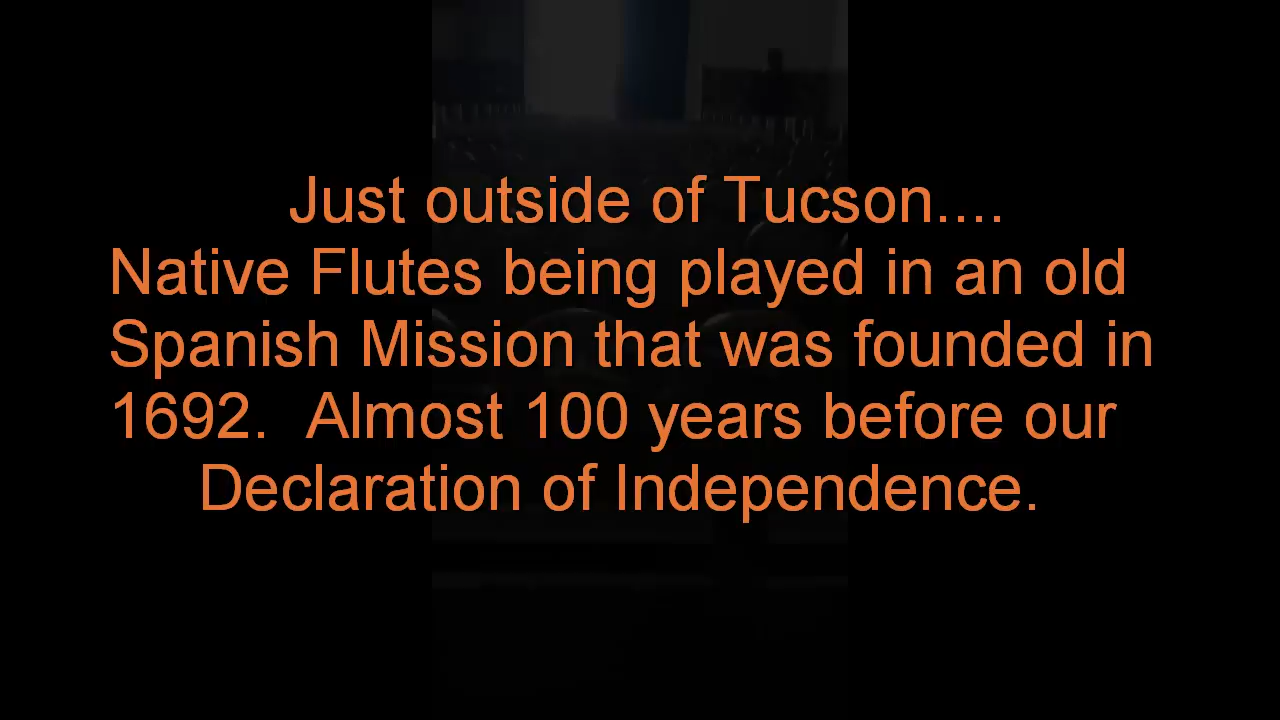 Just outside of Tucson....
Native Flutes being played in an old
Spanish Mission that was founded in
1692.  Almost 100 years before our
Declaration of Independence.